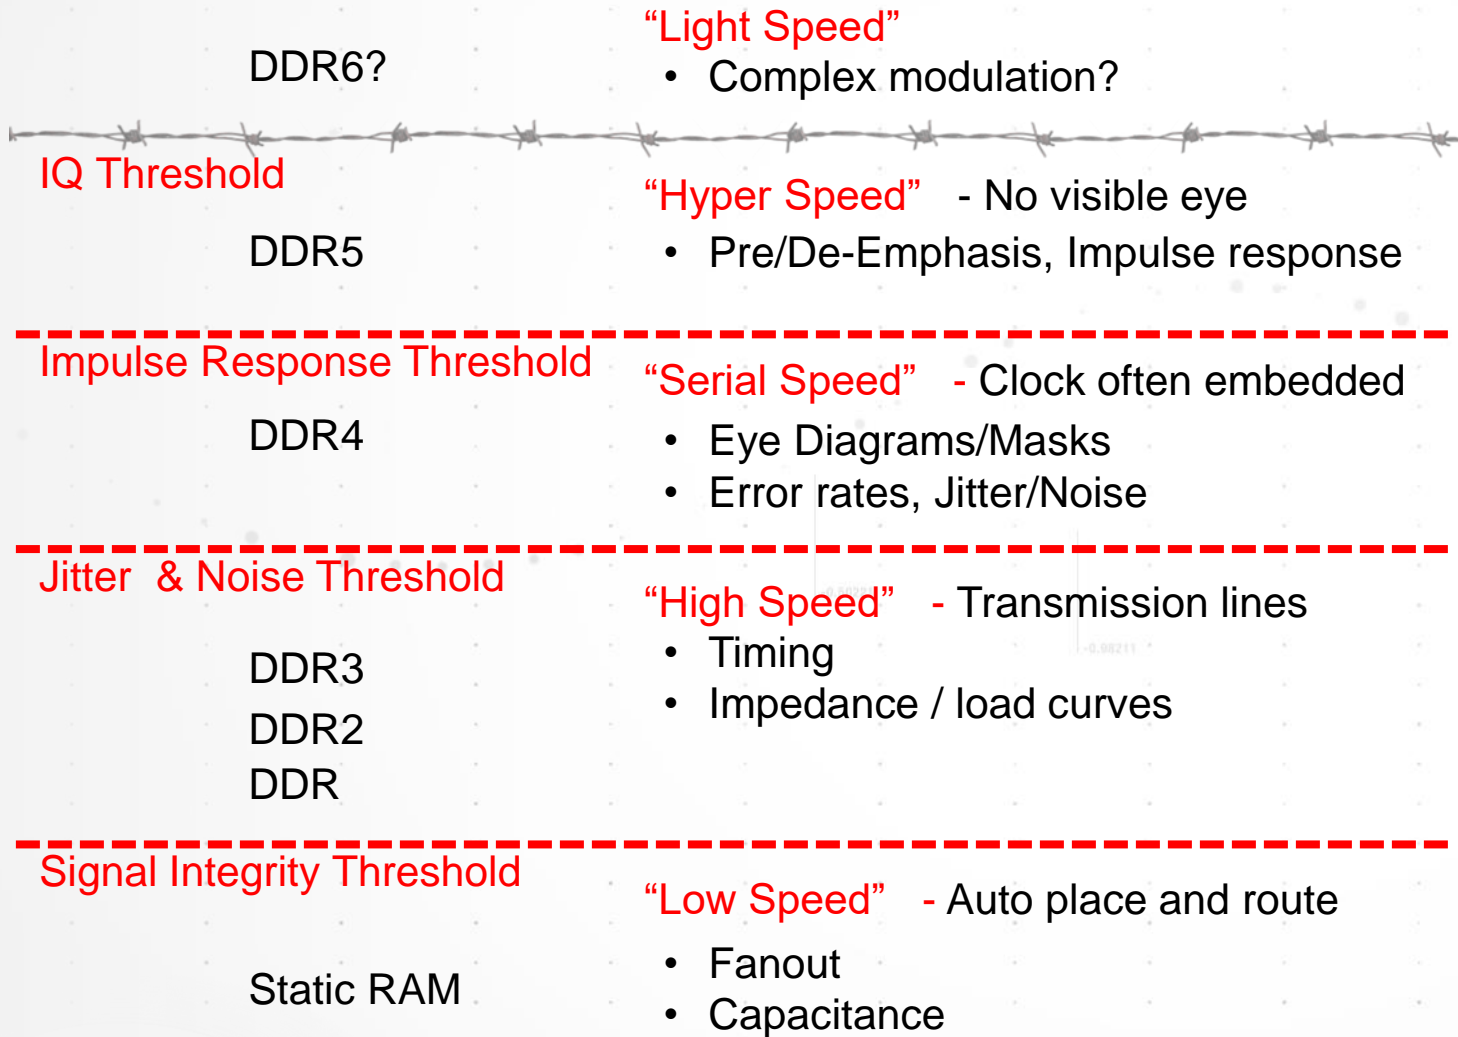 “Light Speed”
DDR6?
• Complex modulation?
IQ Threshold
“Hyper Speed” - No visible eye
DDR5
• Pre/De-Emphasis, Impulse response
Impulse Response Threshold
“Serial Speed” - Clock often embedded
DDR4
• Eye Diagrams/Masks
• Error rates, Jitter/Noise
Jitter & Noise Threshold
“High Speed” - Transmission lines
• Timing
-0.98211
DDR3
• Impedance / load curves
DDR2
DDR
Signal Integrity Threshold
“Low Speed” - Auto place and route
• Fanout
Static RAM
• Capacitance